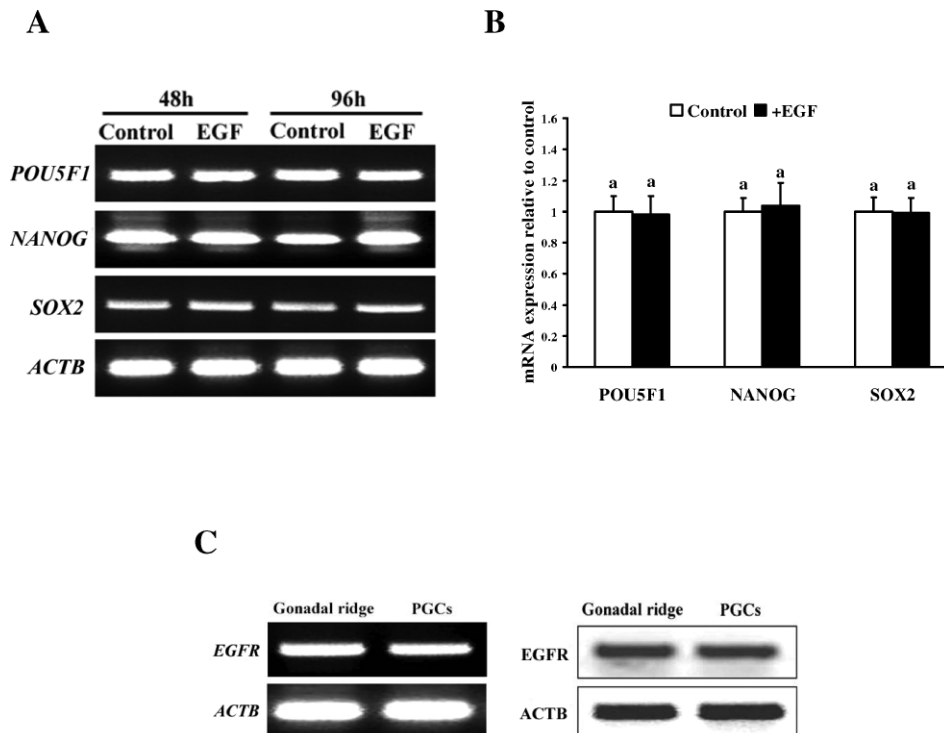 A
48h 96h
Control EGF Control EGF
POU5F1
NANOG
SOX2
ACTB
B
Control +EGF
mRNA expression relative to control
1.6
1.4
1.2
1
0.8
0.6
0.4
0.2
0
a a a a a a
POU5F1 NANOG SOX2
C
Gonadal ridge PGCs
EGFR
ACTB
Gonadal ridge PGCs
EGFR
ACTB